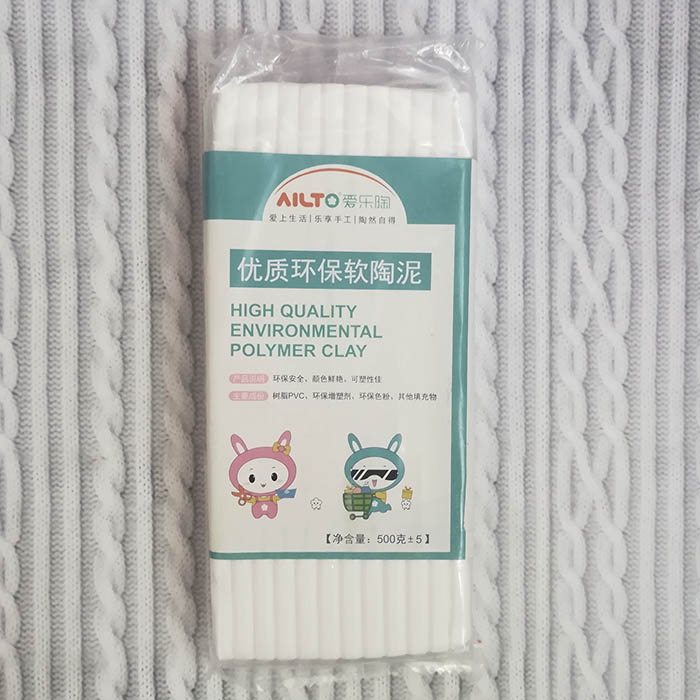 AILTO®爱乐陶
爱上生活|乐享手工|陶然自得
优质环保软陶泥
HIGH QUALITY
ENVIRONMENTAL
POLYMER CLAY
产品说明 环保安全、颜色鲜艳、可塑性佳
主要成份 树脂PVC、环保增塑剂、环保色粉、其他填充物
【净含量：500克±5】